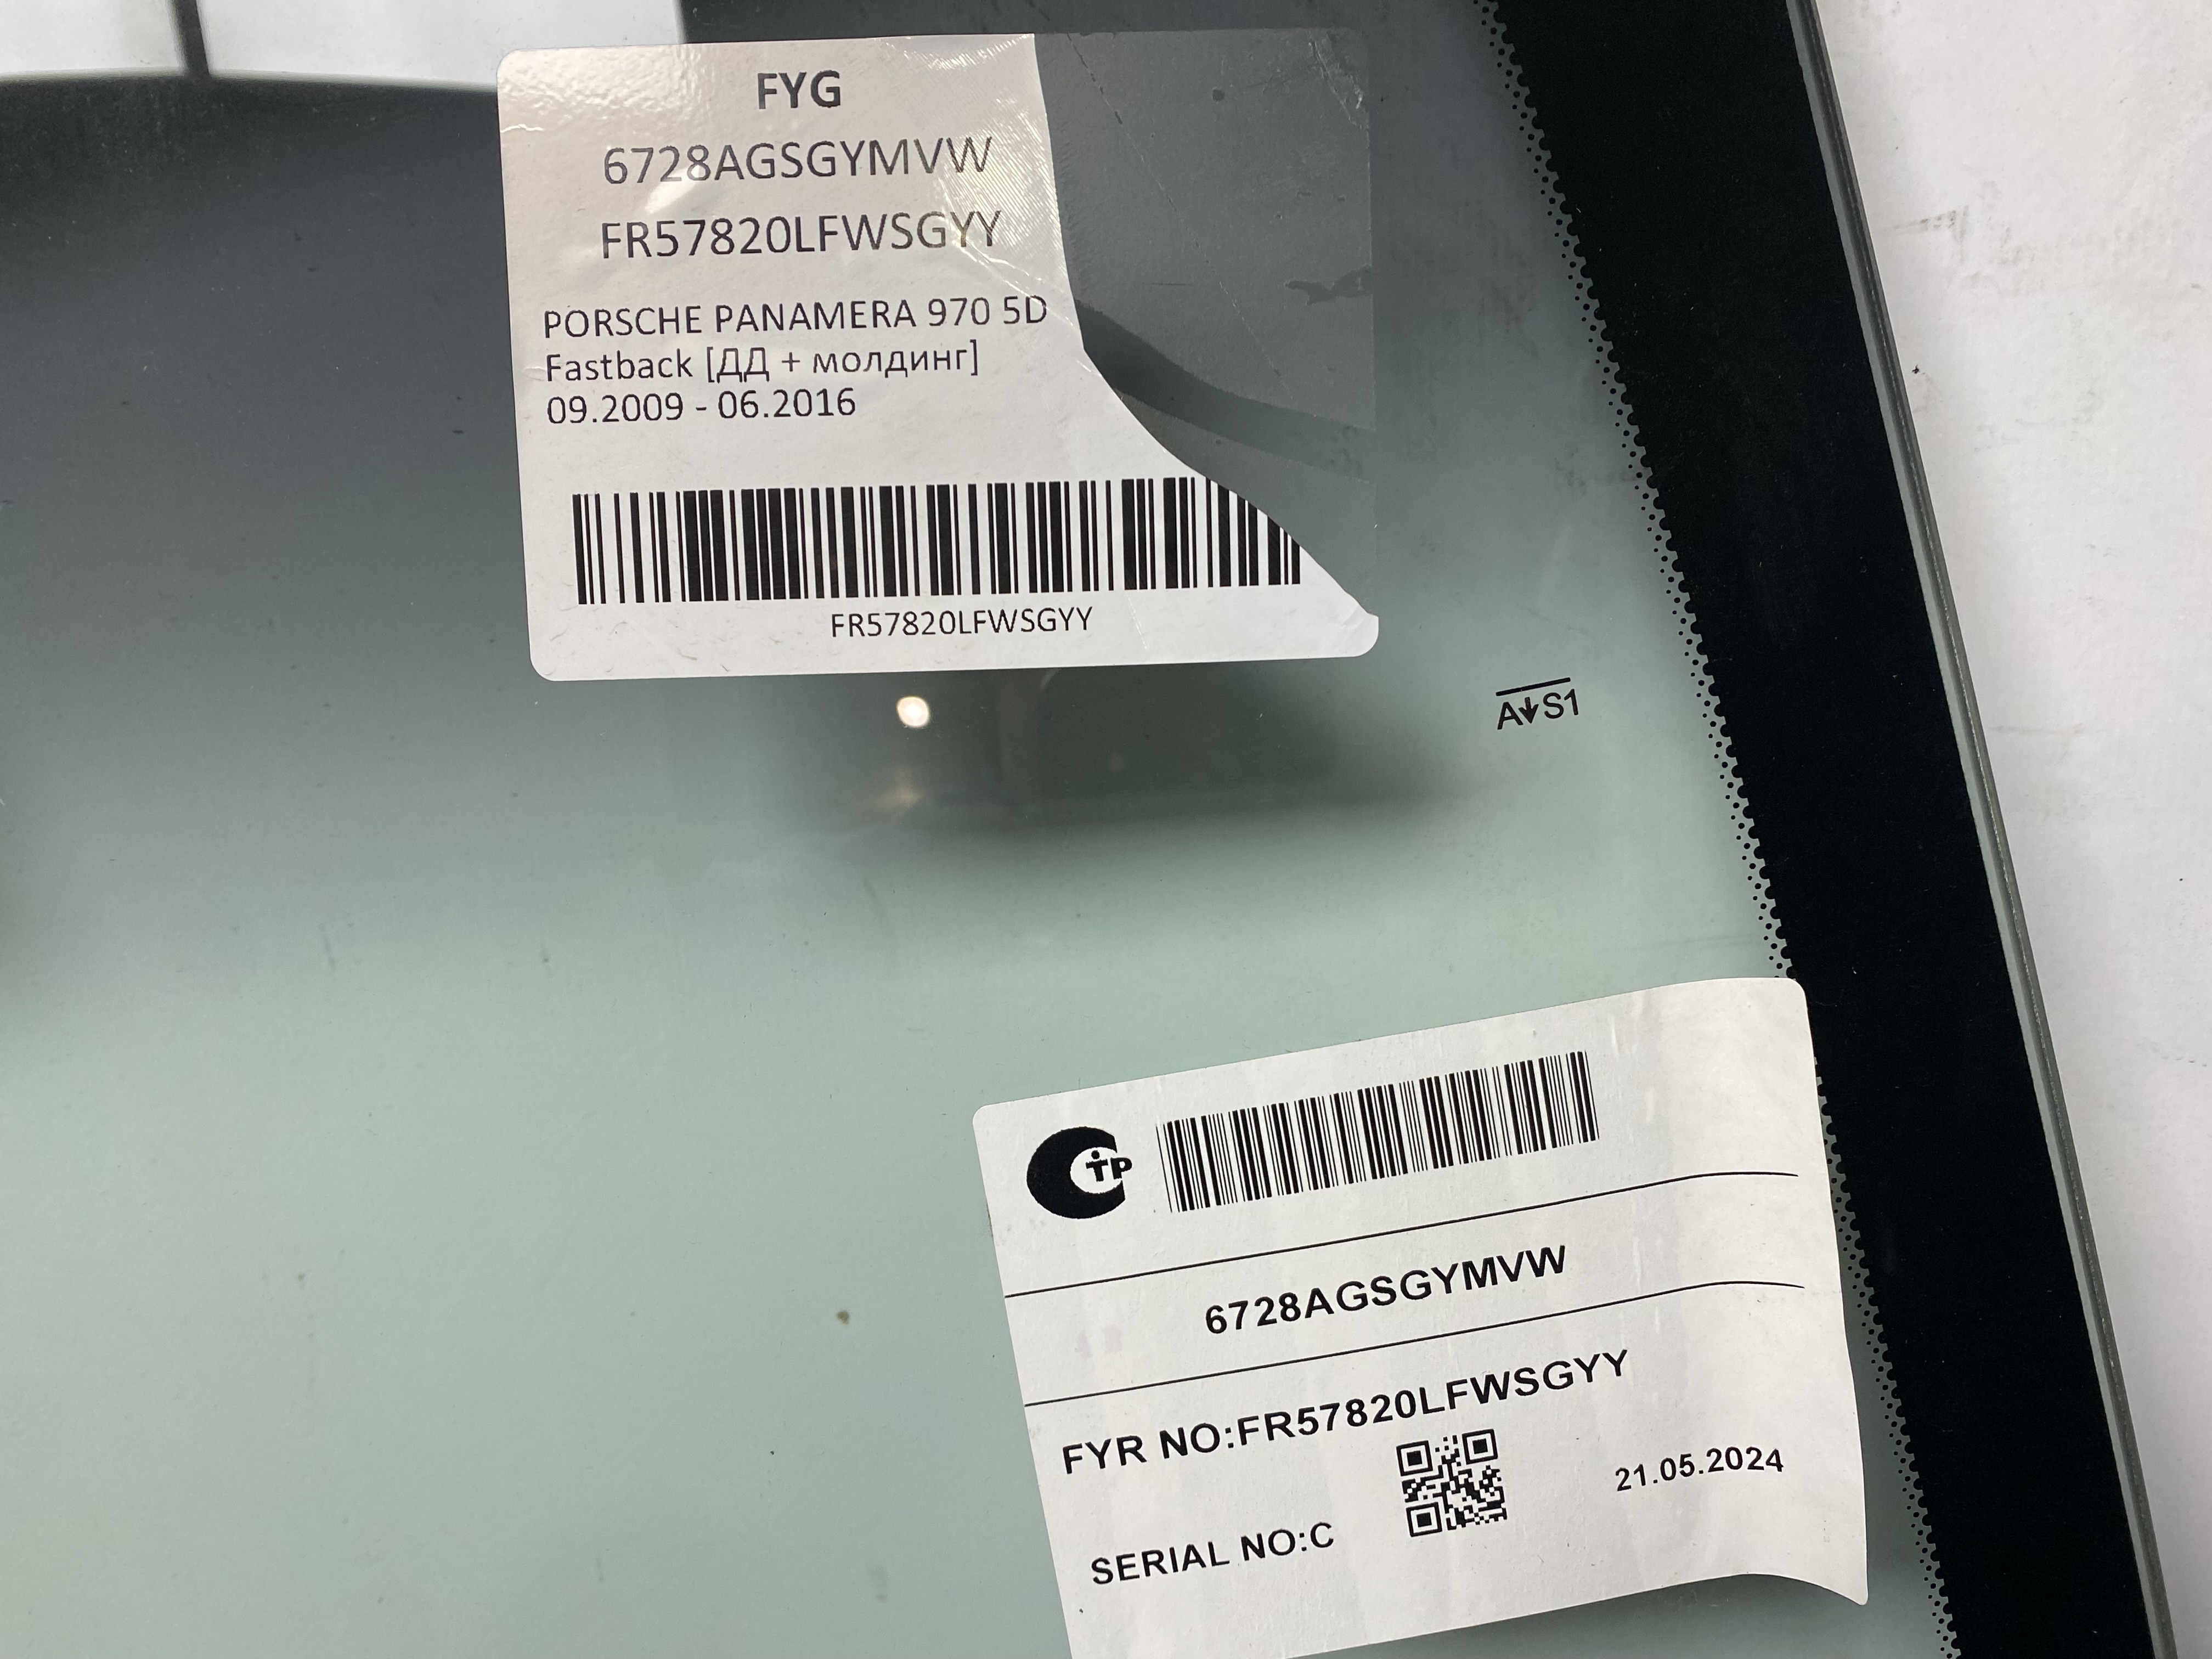 FYG
6728AGSGYMVW
FR57820LFWSGYY
PORSCHE PANAMERA 970 5D
Fastback [ДД + молдинг]
09.2009 - 06.2016
FR57820LFWSGYY
A↓S1
СТР
6728AGSGYMVW
FYR NO:FR57820LFWSGYY
21.05.2024
SERIAL NO:C